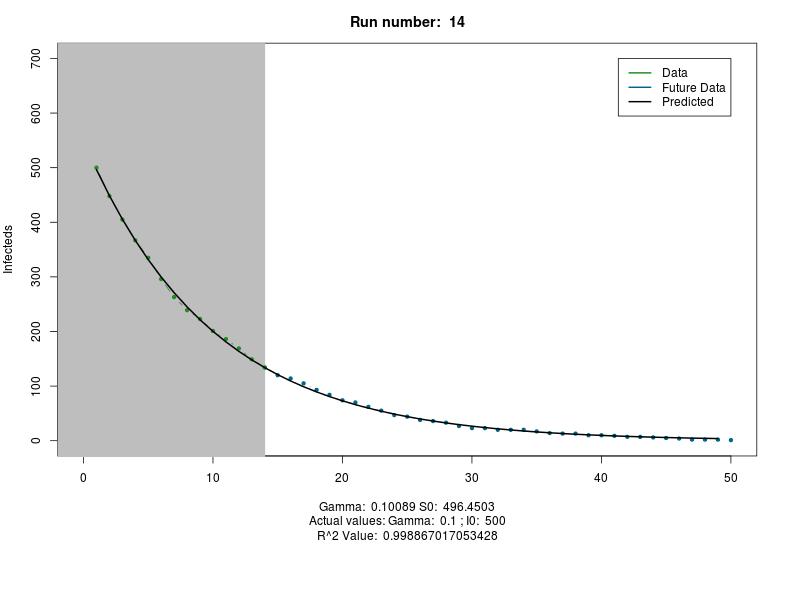 Run number: 14
700
600
500
400
300
200
100
0
Infecteds
Data
Future Data
Predicted
0 10 20 30 40 50
Gamma: 0.10089 S0: 496.4503
Actual values: Gamma: 0.1 ; I0: 500
R^2 Value: 0.998867017053428